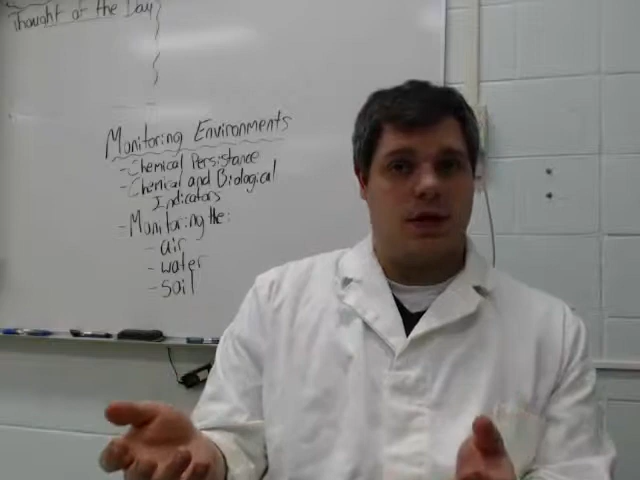 Thought of the Day
Monitoring Environments
- Chemical Persistance
- Chemical and Biological
Indicators
- Monitoring the:
- air
- water
- soil